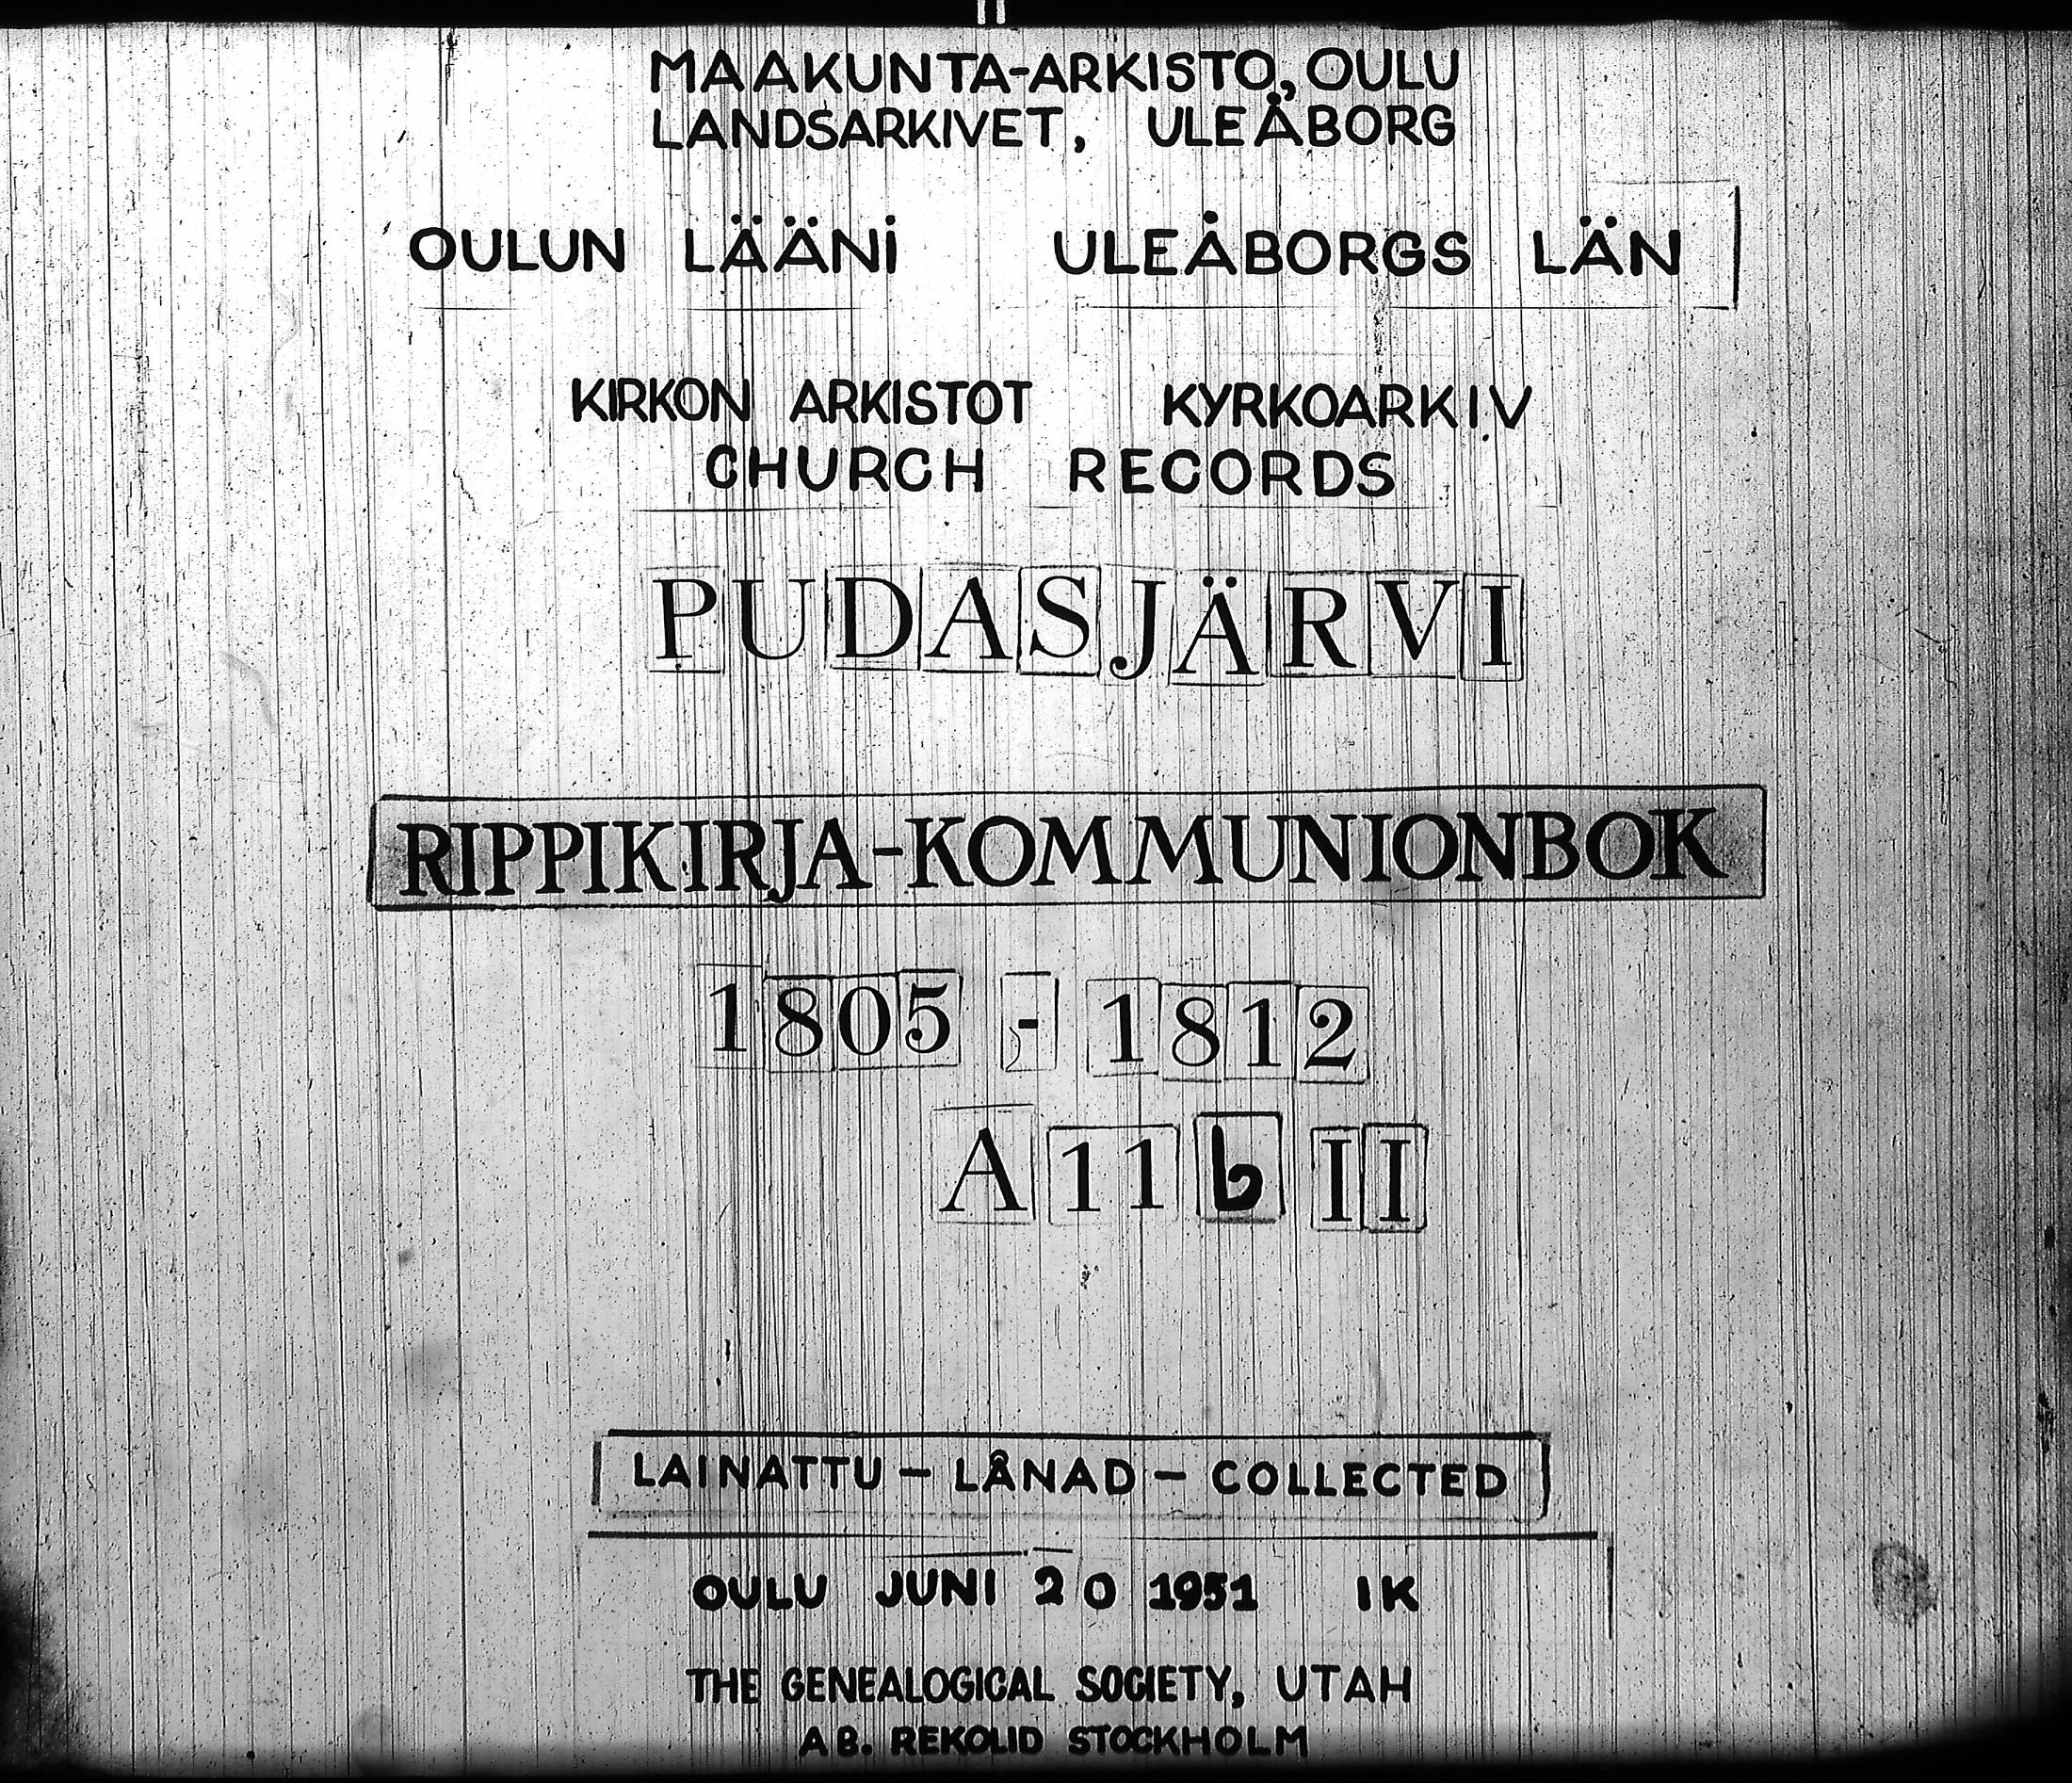 MAAKUNTA-ARKISTO, OULU
LANDSARKIVET, ULEÅBORG
OULUN LÄÄNI ULEÅBORGS LÄN
KIRKON ARKISTOT KYRKOARKIV
CHURCH RECORDS
PUDASJÄRVI
RIPPIKIRJA-KOMMUNIONBOK
1805 - 1812
A 11 b II
LAINATTU - LÅNAD - COLLECTED
OULU JUNI 20 1951 IK
THE GENEALOGICAL SOCIETY, UTAH
AB. REKOLID STOCKHOLM